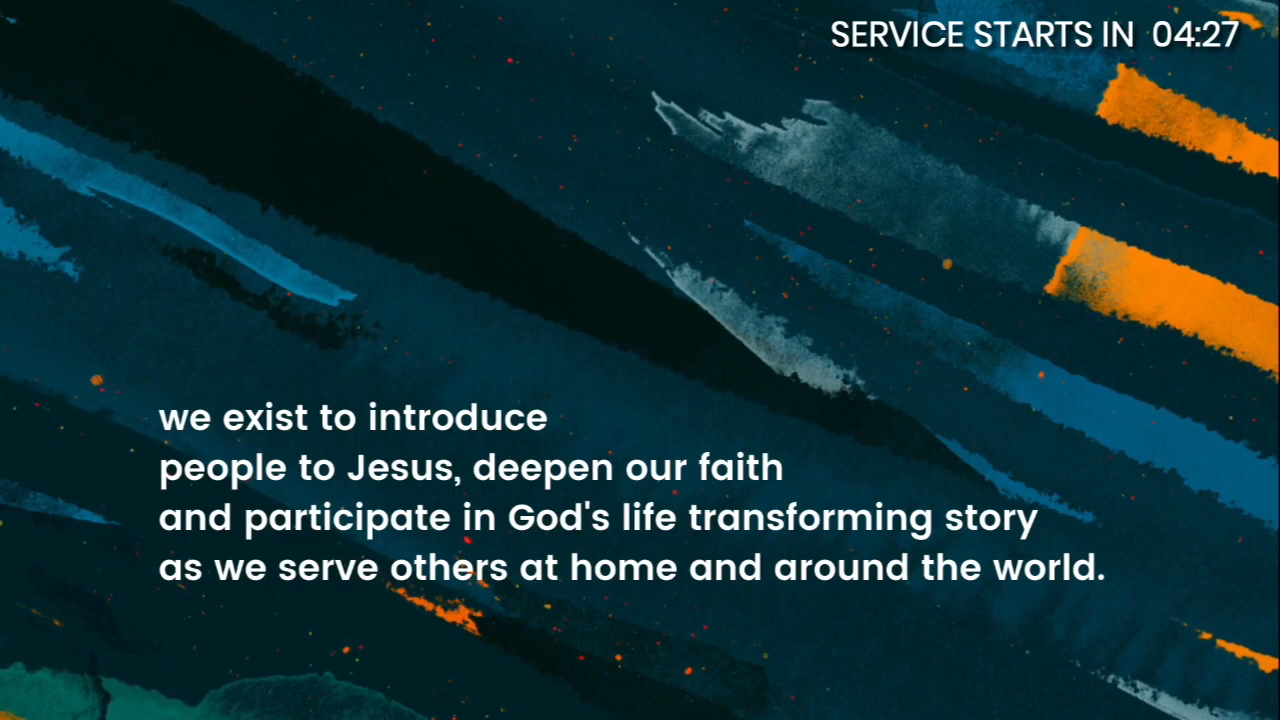 SERVICE STARTS IN 04:27
we exist to introduce
people to Jesus, deepen our faith
and participate in God's life transforming story
as we serve others at home and around the world.